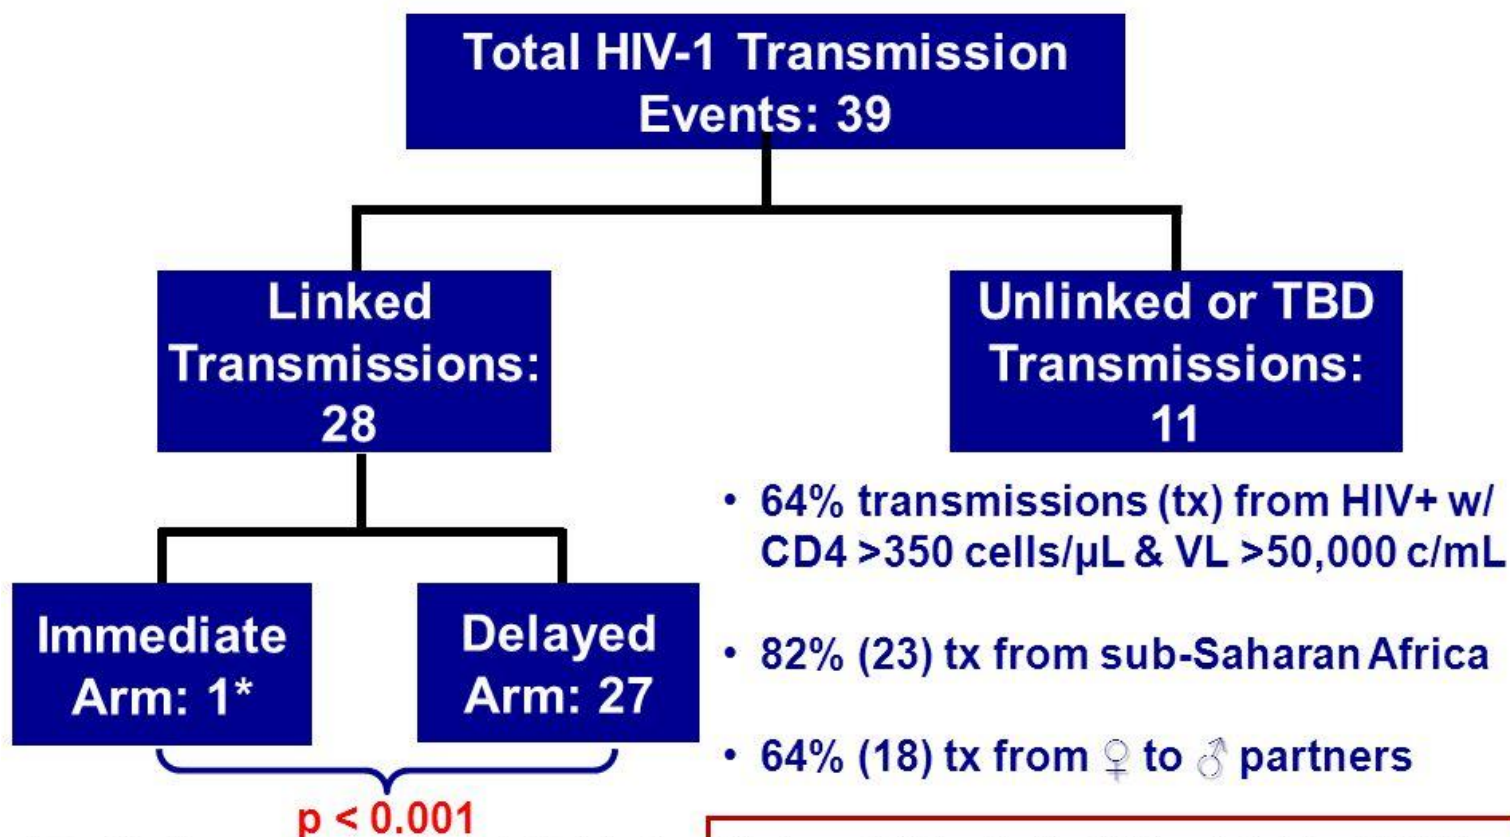 Total HIV-1 Transmission
Events: 39
Linked
Transmissions:
28
Unlinked or TBD
Transmissions:
11
Immediate
Arm: 1*
Delayed
Arm: 27
p < 0.001
• 64% transmissions (tx) from HIV+ w/
CD4 >350 cells/µL & VL >50,000 c/mL
• 82% (23) tx from sub-Saharan Africa
• 64% (18) tx from ♀ to ♂ partners